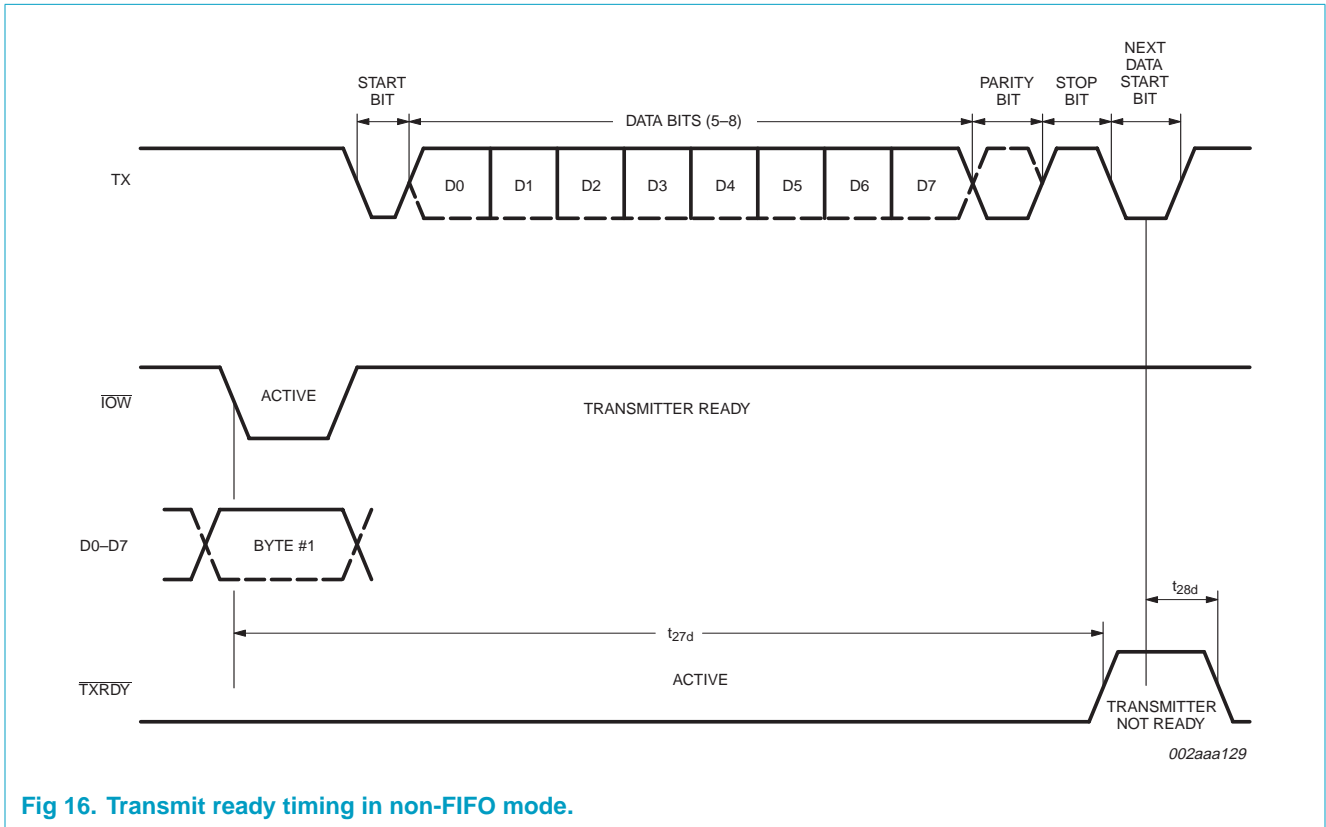 START
BIT
DATA BITS (5–8)
PARITY
BIT
STOP
BIT
NEXT
DATA
START
BIT
TX
D0
D1
D2
D3
D4
D5
D6
D7
IOW
ACTIVE
TRANSMITTER READY
D0–D7
BYTE #1
t28d
t27d
TXRDY
ACTIVE
TRANSMITTER
NOT READY
002aaa129
Fig 16. Transmit ready timing in non-FIFO mode.